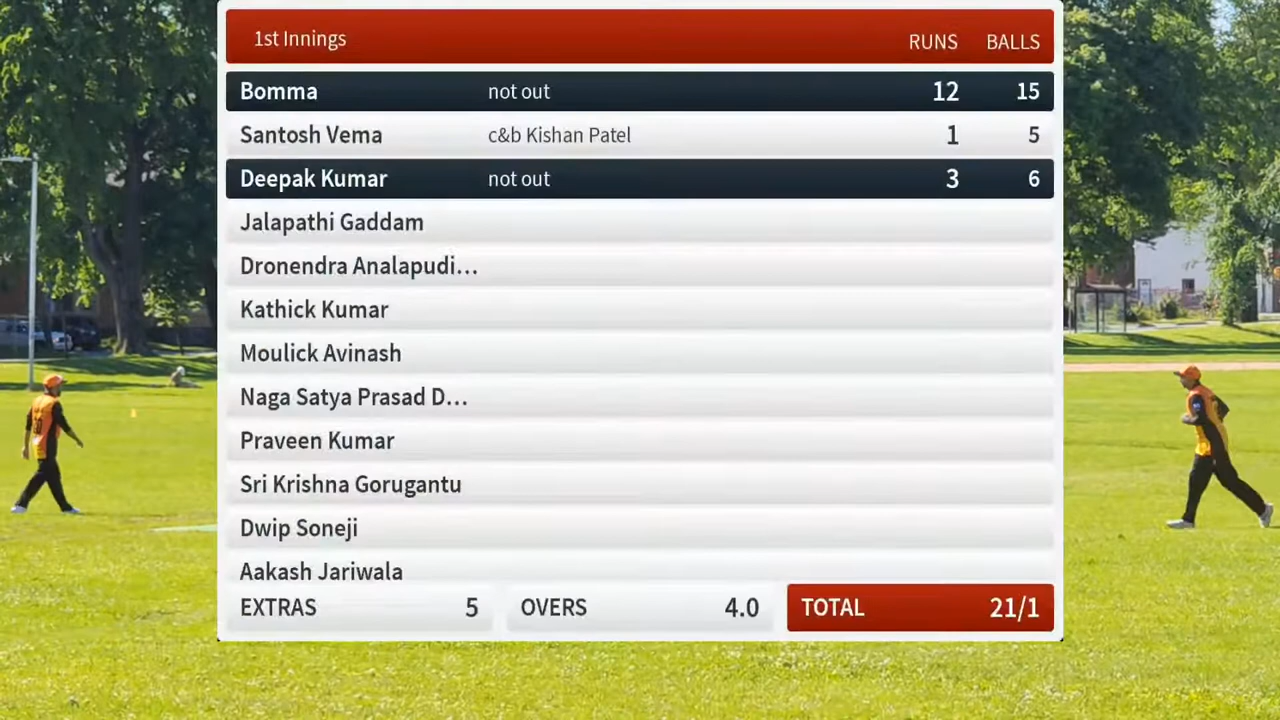 1st Innings RUNS BALLS
Bomma not out 12 15
Santosh Vema c&b Kishan Patel 1 5
Deepak Kumar not out 3 6
Jalapathi Gaddam
Dronendra Analapudi...
Kathick Kumar
Moulick Avinash
Naga Satya Prasad D...
Praveen Kumar
Sri Krishna Gorugantu
Dwip Soneji
Aakash Jariwala
EXTRAS 5 OVERS 4.0 TOTAL 21/1